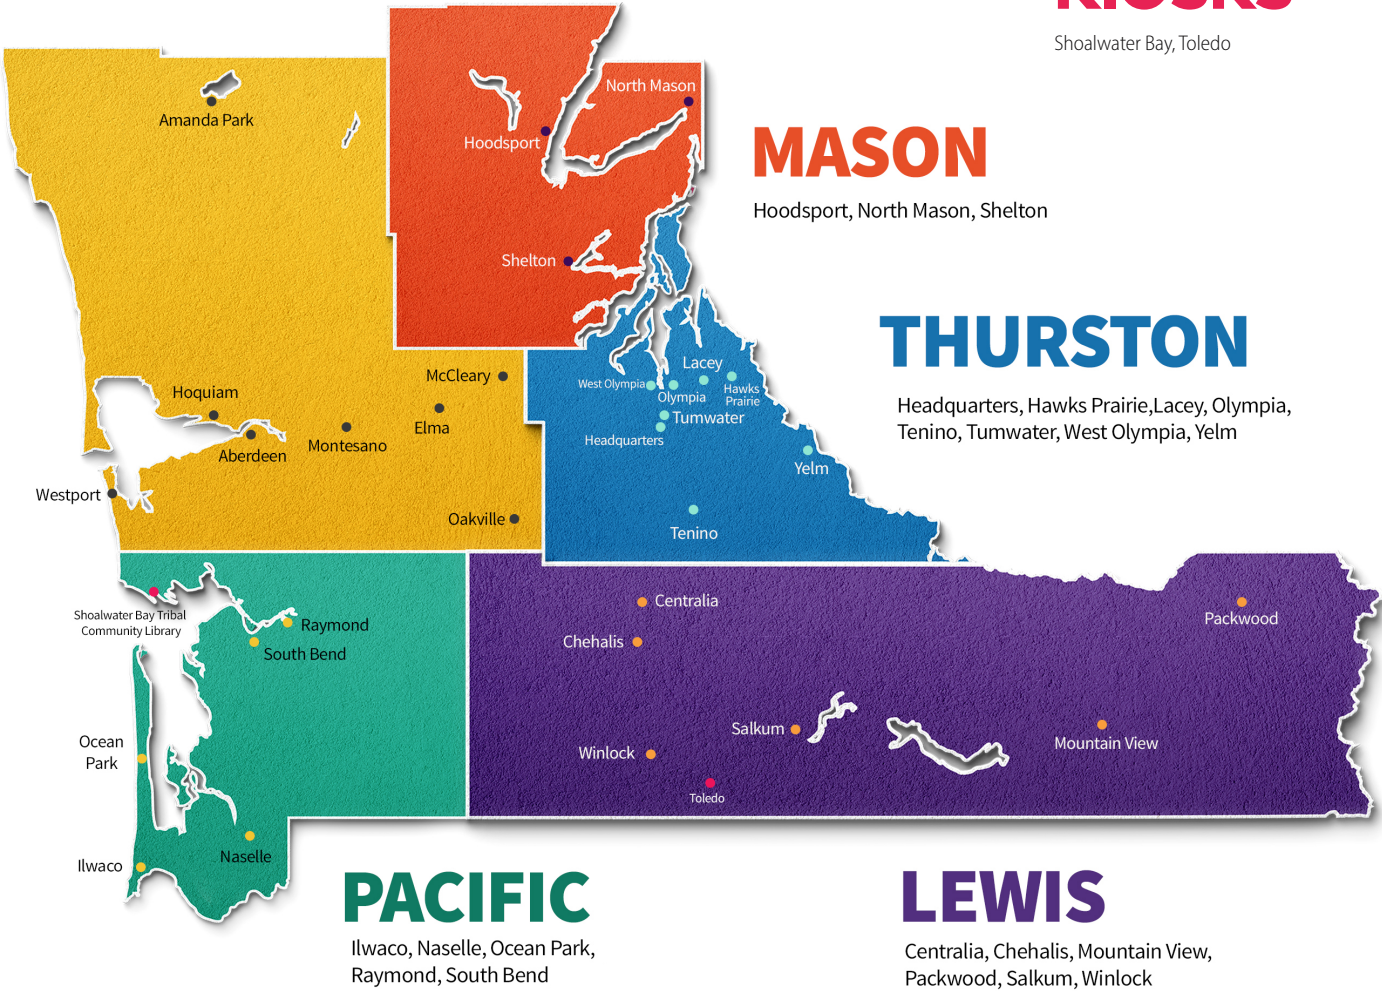 KIOSKS
Shoalwater Bay, Toledo
North Mason
Amanda Park
Hoodsport
MASON
Hoodsport, North Mason, Shelton
Shelton
THURSTON
Headquarters, Hawks Prairie,Lacey, Olympia,
Tenino, Tumwater, West Olympia, Yelm
Lacey
McCleary
West Olympia
Hawks
Prairie
Olympia
Hoquiam
Tumwater
Elma
Headquarters
Montesano
Aberdeen
Yelm
Westport
Oakville
Tenino
Centralia
Shoalwater Bay Tribal
Community Library
Raymond
Packwood
Chehalis
South Bend
Salkum
Ocean
Park
Mountain View
Winlock
Toledo
Naselle
Ilwaco
PACIFIC
Ilwaco, Naselle, Ocean Park,
Raymond, South Bend
LEWIS
Centralia, Chehalis, Mountain View,
Packwood, Salkum, Winlock